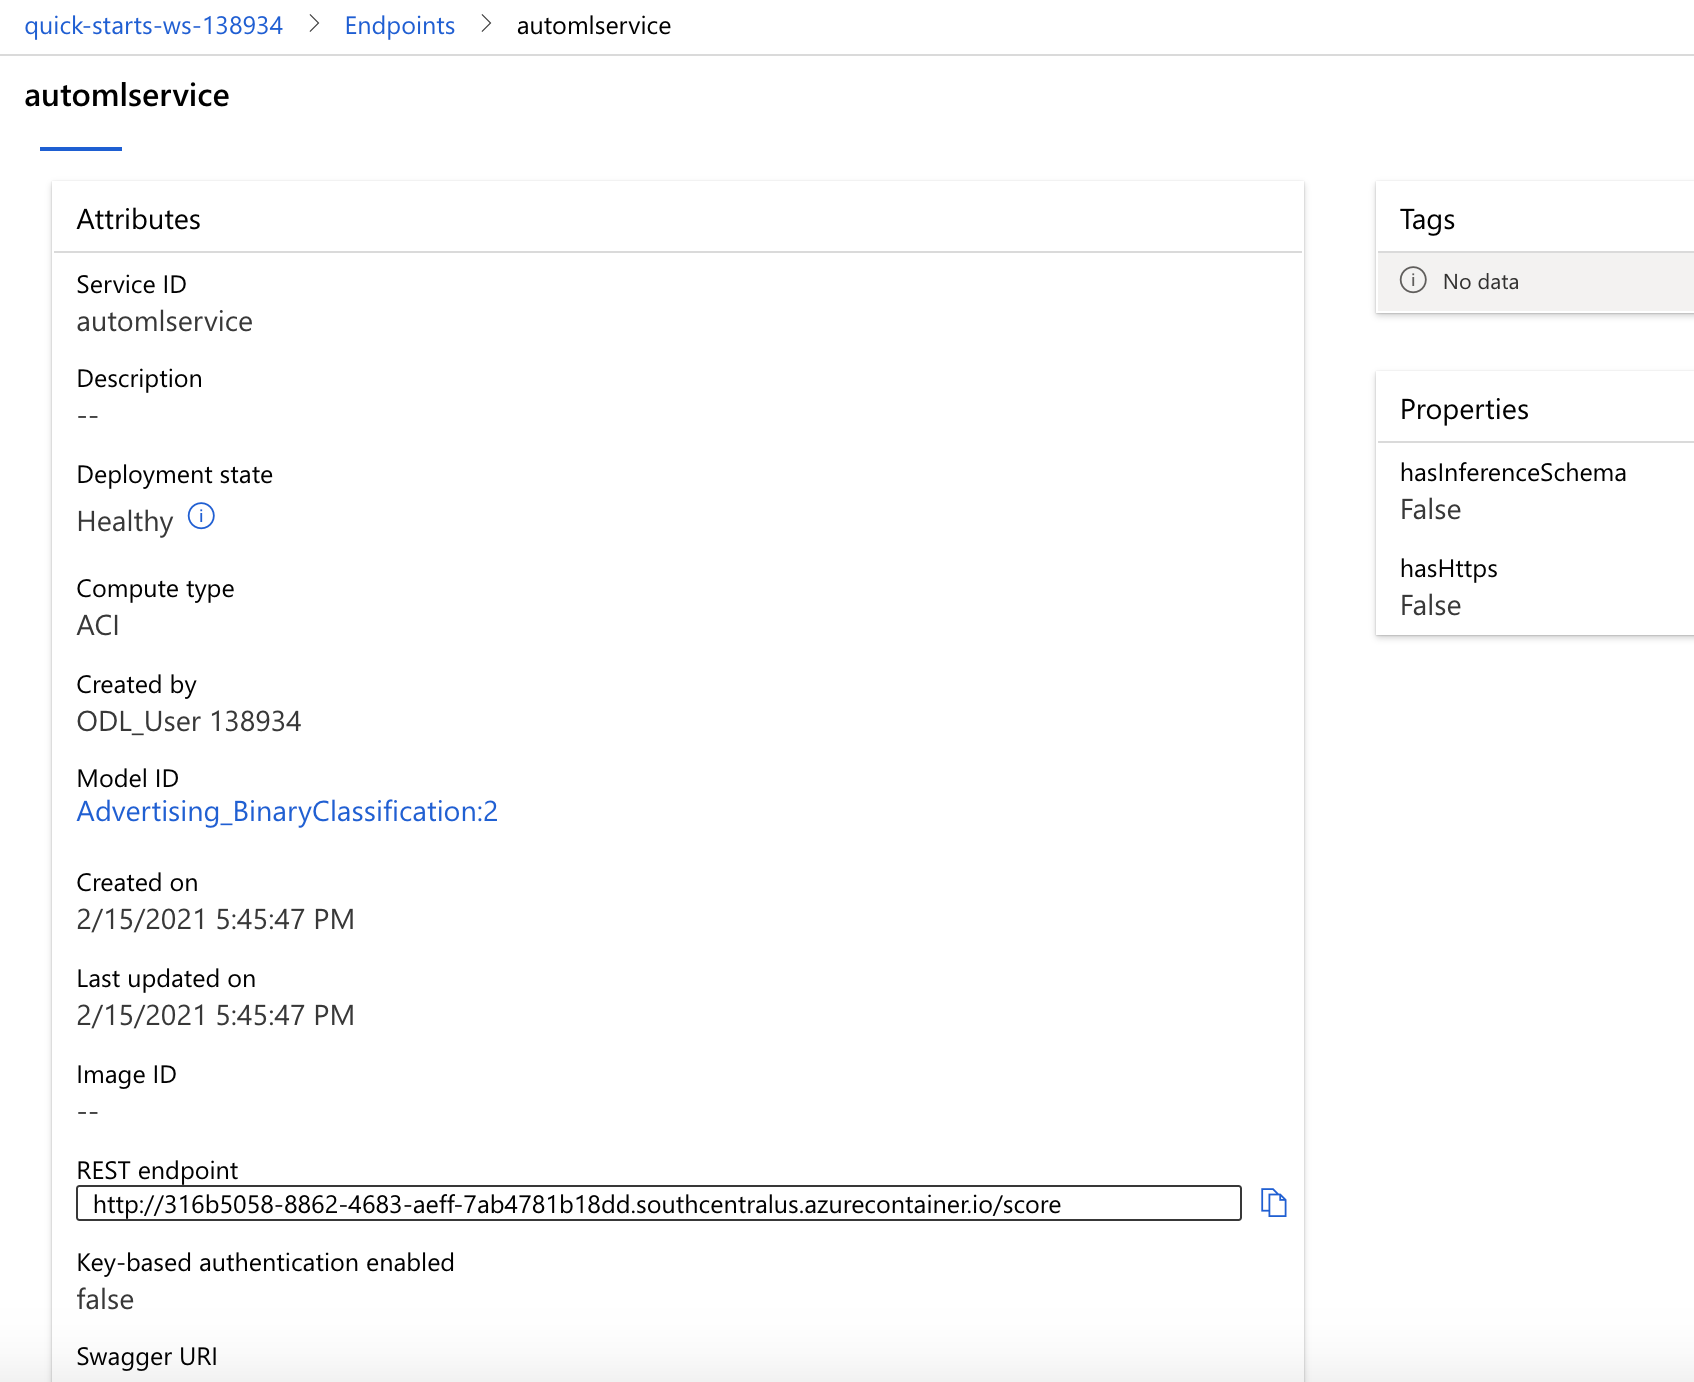 quick-starts-ws-138934 > Endpoints > automlservice
automlservice
Attributes
Service ID
automlservice
Description
--
Deployment state
Healthy
Compute type
ACI
Created by
ODL_User 138934
Model ID
Advertising_BinaryClassification:2
Created on
2/15/2021 5:45:47 PM
Last updated on
2/15/2021 5:45:47 PM
Image ID
--
REST endpoint
http://316b5058-8862-4683-aeff-7ab4781b18dd.southcentralus.azurecontainer.io/score
Key-based authentication enabled
false
Swagger URI
Tags
No data
Properties
hasInferenceSchema
False
hasHttps
False